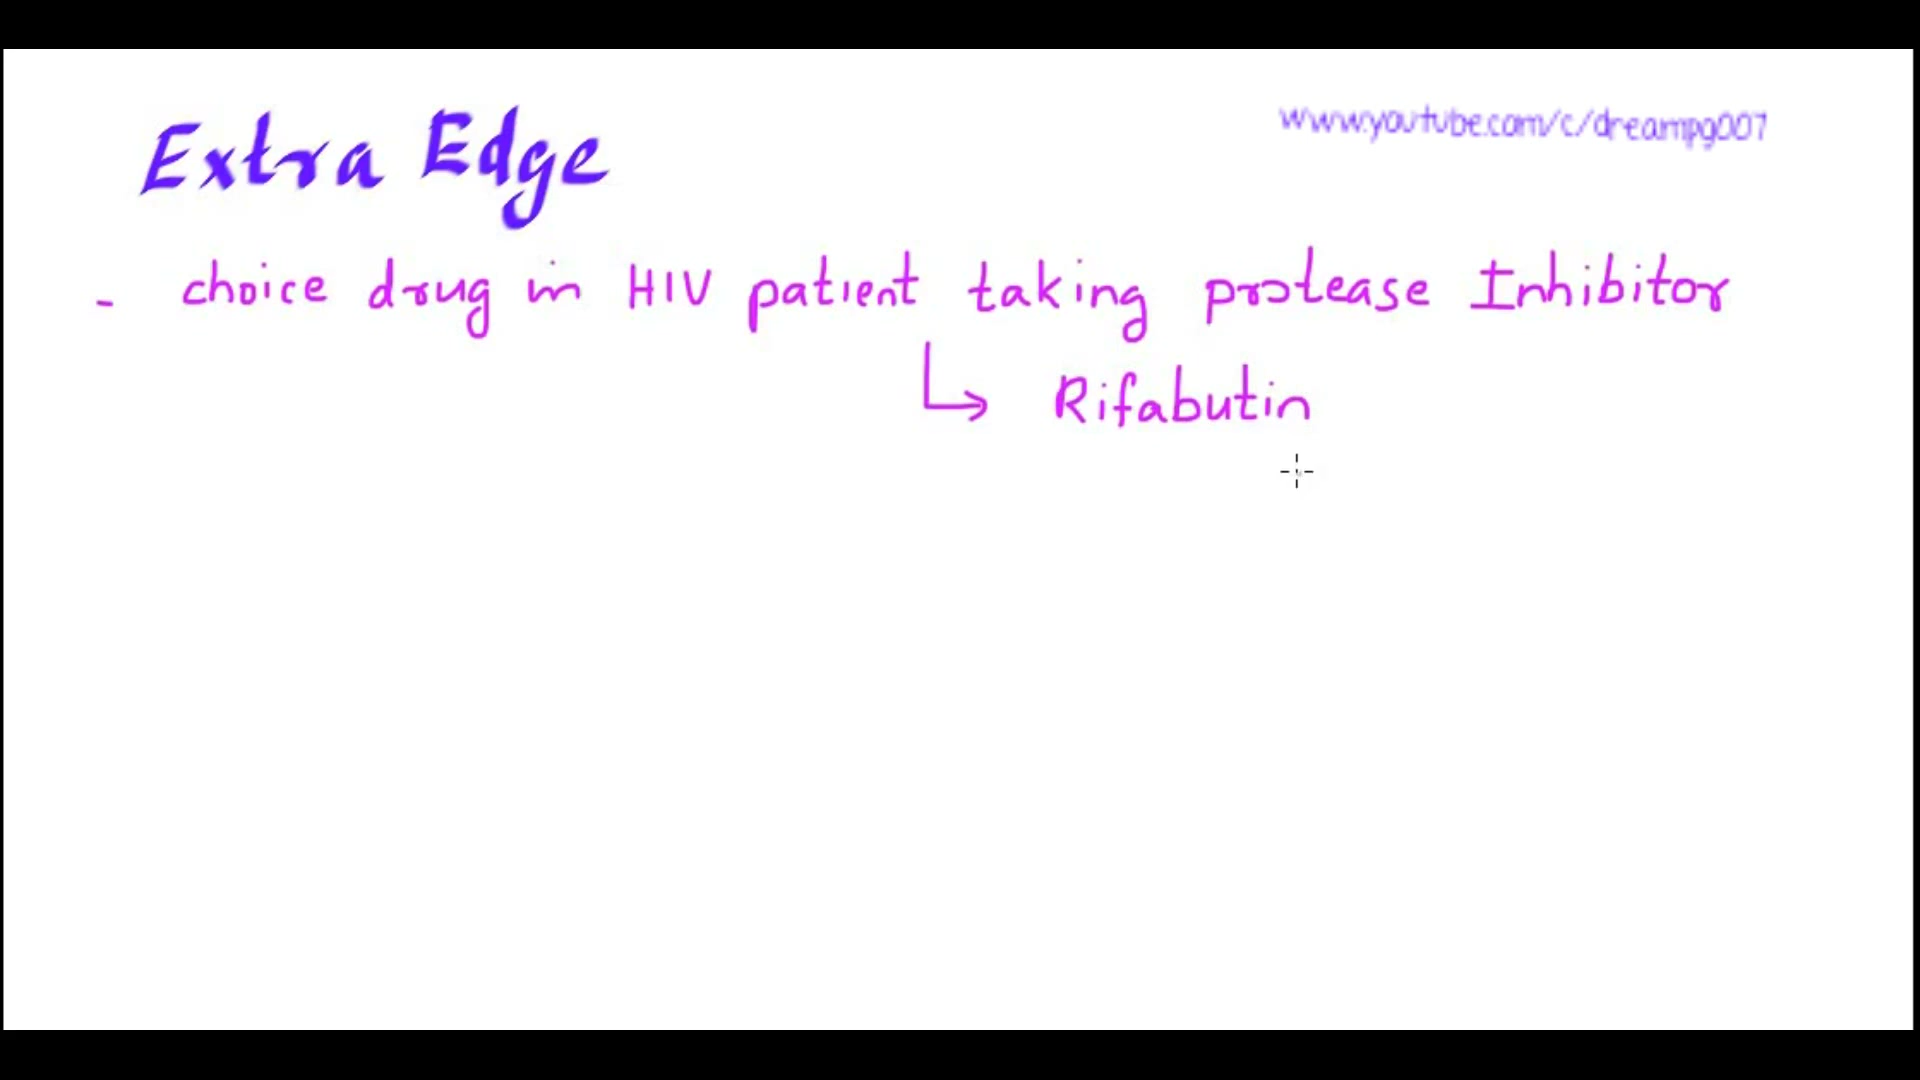 Extra Edge
www.youtube.com/c/dreampg007
- choice drug in HIV patient taking protease Inhibitor
↳ Rifabutin